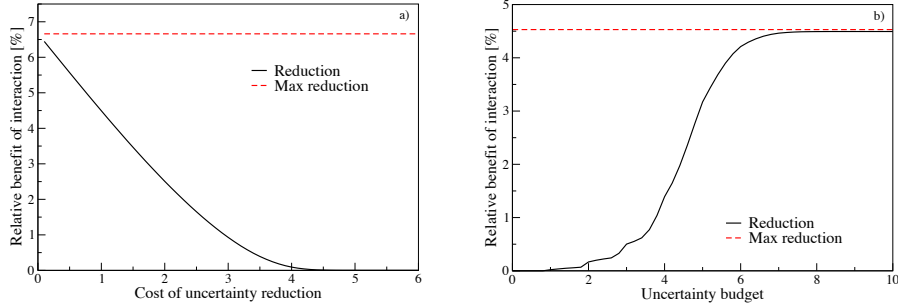 a)
Relative benefit of interaction [%]
7
6
5
4
3
2
1
0
Reduction
Max reduction
0 1 2 3 4 5 6
Cost of uncertainty reduction
b)
Relative benefit of interaction [%]
5
4
3
2
1
0
Reduction
Max reduction
0 2 4 6 8 10
Uncertainty budget